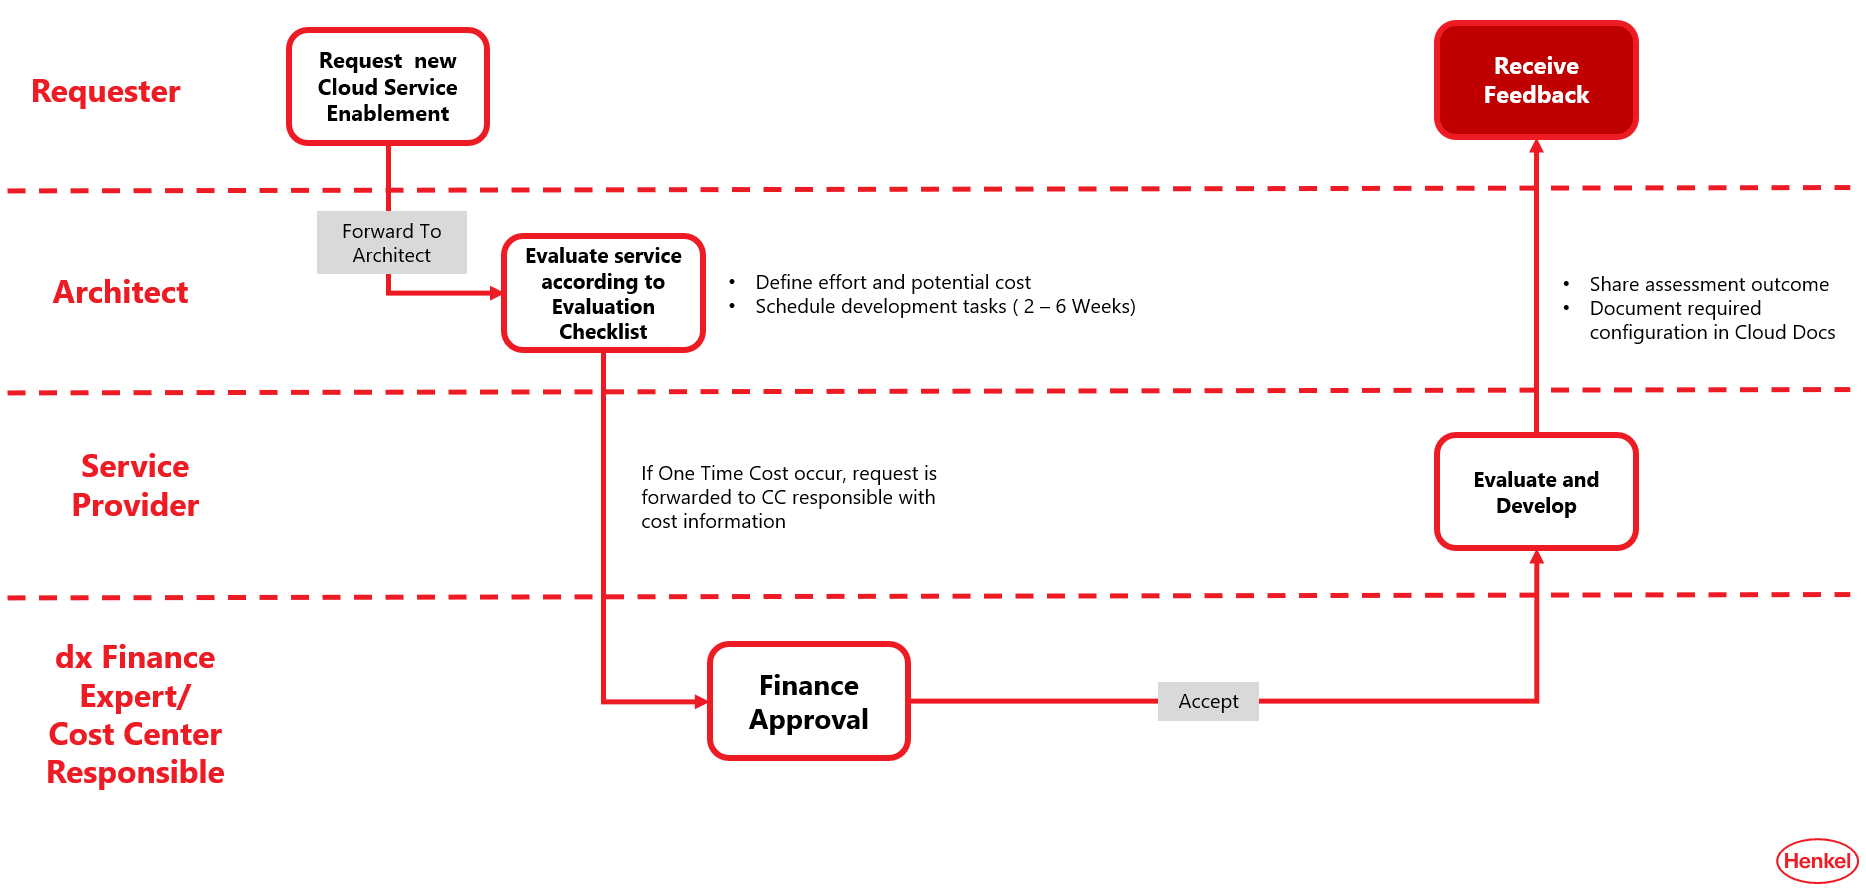 Requester
Request new
Cloud Service
Enablement
Receive
Feedback
Forward To
Architect
Architect
Evaluate service
according to
Evaluation
Checklist
• Define effort and potential cost
• Schedule development tasks ( 2 – 6 Weeks)
• Share assessment outcome
• Document required
configuration in Cloud Docs
Service
Provider
If One Time Cost occur, request is
forwarded to CC responsible with
cost information
Evaluate and
Develop
dx Finance
Expert/
Cost Center
Responsible
Finance
Approval
Accept
Henkel